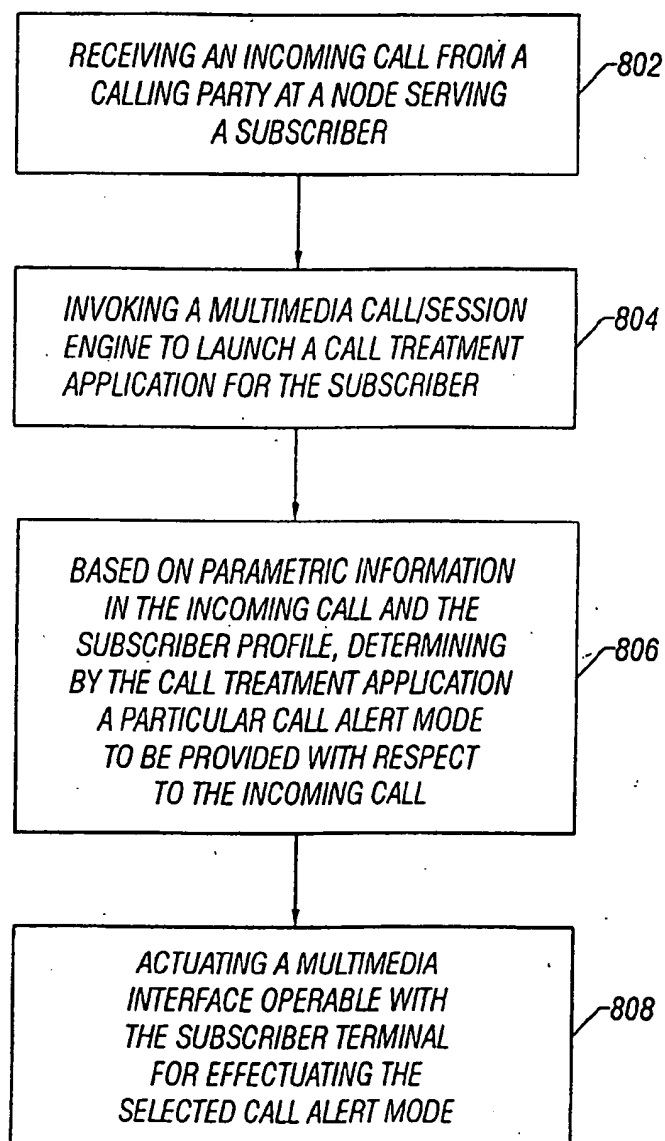 RECEIVING AN INCOMING CALL FROM A
CALLING PARTY AT A NODE SERVING
A SUBSCRIBER
802
INVOKING A MULTIMEDIA CALL/SESSION
ENGINE TO LAUNCH A CALL TREATMENT
APPLICATION FOR THE SUBSCRIBER
804
BASED ON PARAMETRIC INFORMATION
IN THE INCOMING CALL AND THE
SUBSCRIBER PROFILE, DETERMINING
BY THE CALL TREATMENT APPLICATION
A PARTICULAR CALL ALERT MODE
TO BE PROVIDED WITH RESPECT
TO THE INCOMING CALL
806
ACTUATING A MULTIMEDIA
INTERFACE OPERABLE WITH
THE SUBSCRIBER TERMINAL
FOR EFFECTUATING THE
SELECTED CALL ALERT MODE
808